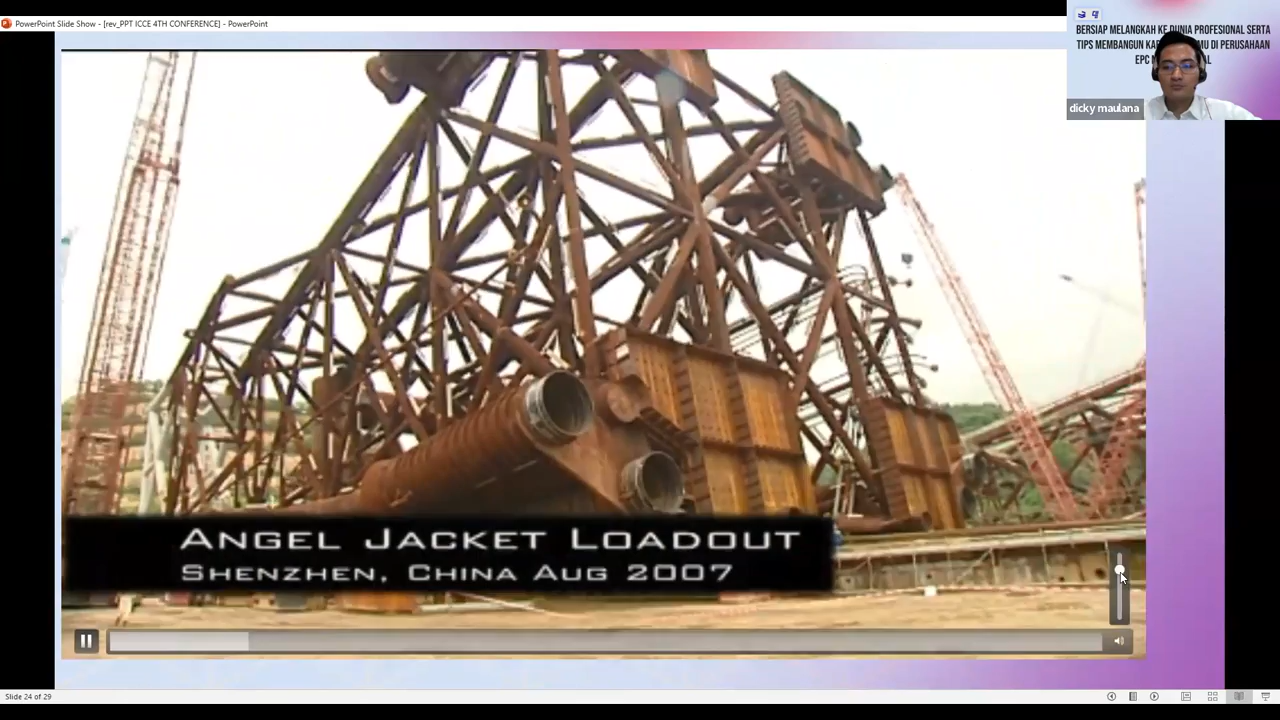 PowerPoint Slide Show - [rev_PPT ICCE 4TH CONFERENCE] - PowerPoint
BERSIAP MELANGKAH KE DUNIA PROFESIONAL SERTA
TIPS MEMBANGUN KARIRMU DI PERUSAHAAN
EPC
dicky maulana
ANGEL JACKET LOADOUT
SHENZHEN, CHINA AUG 2007
Slide 24 of 29